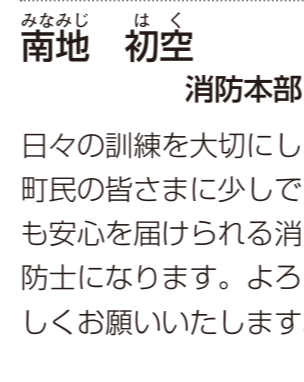 みなみじ はく
南地 初空
消防本部
日々の訓練を大切にし
町民の皆さまに少しで
も安心を届けられる消
防士になります。よろ
しくお願いいたします。